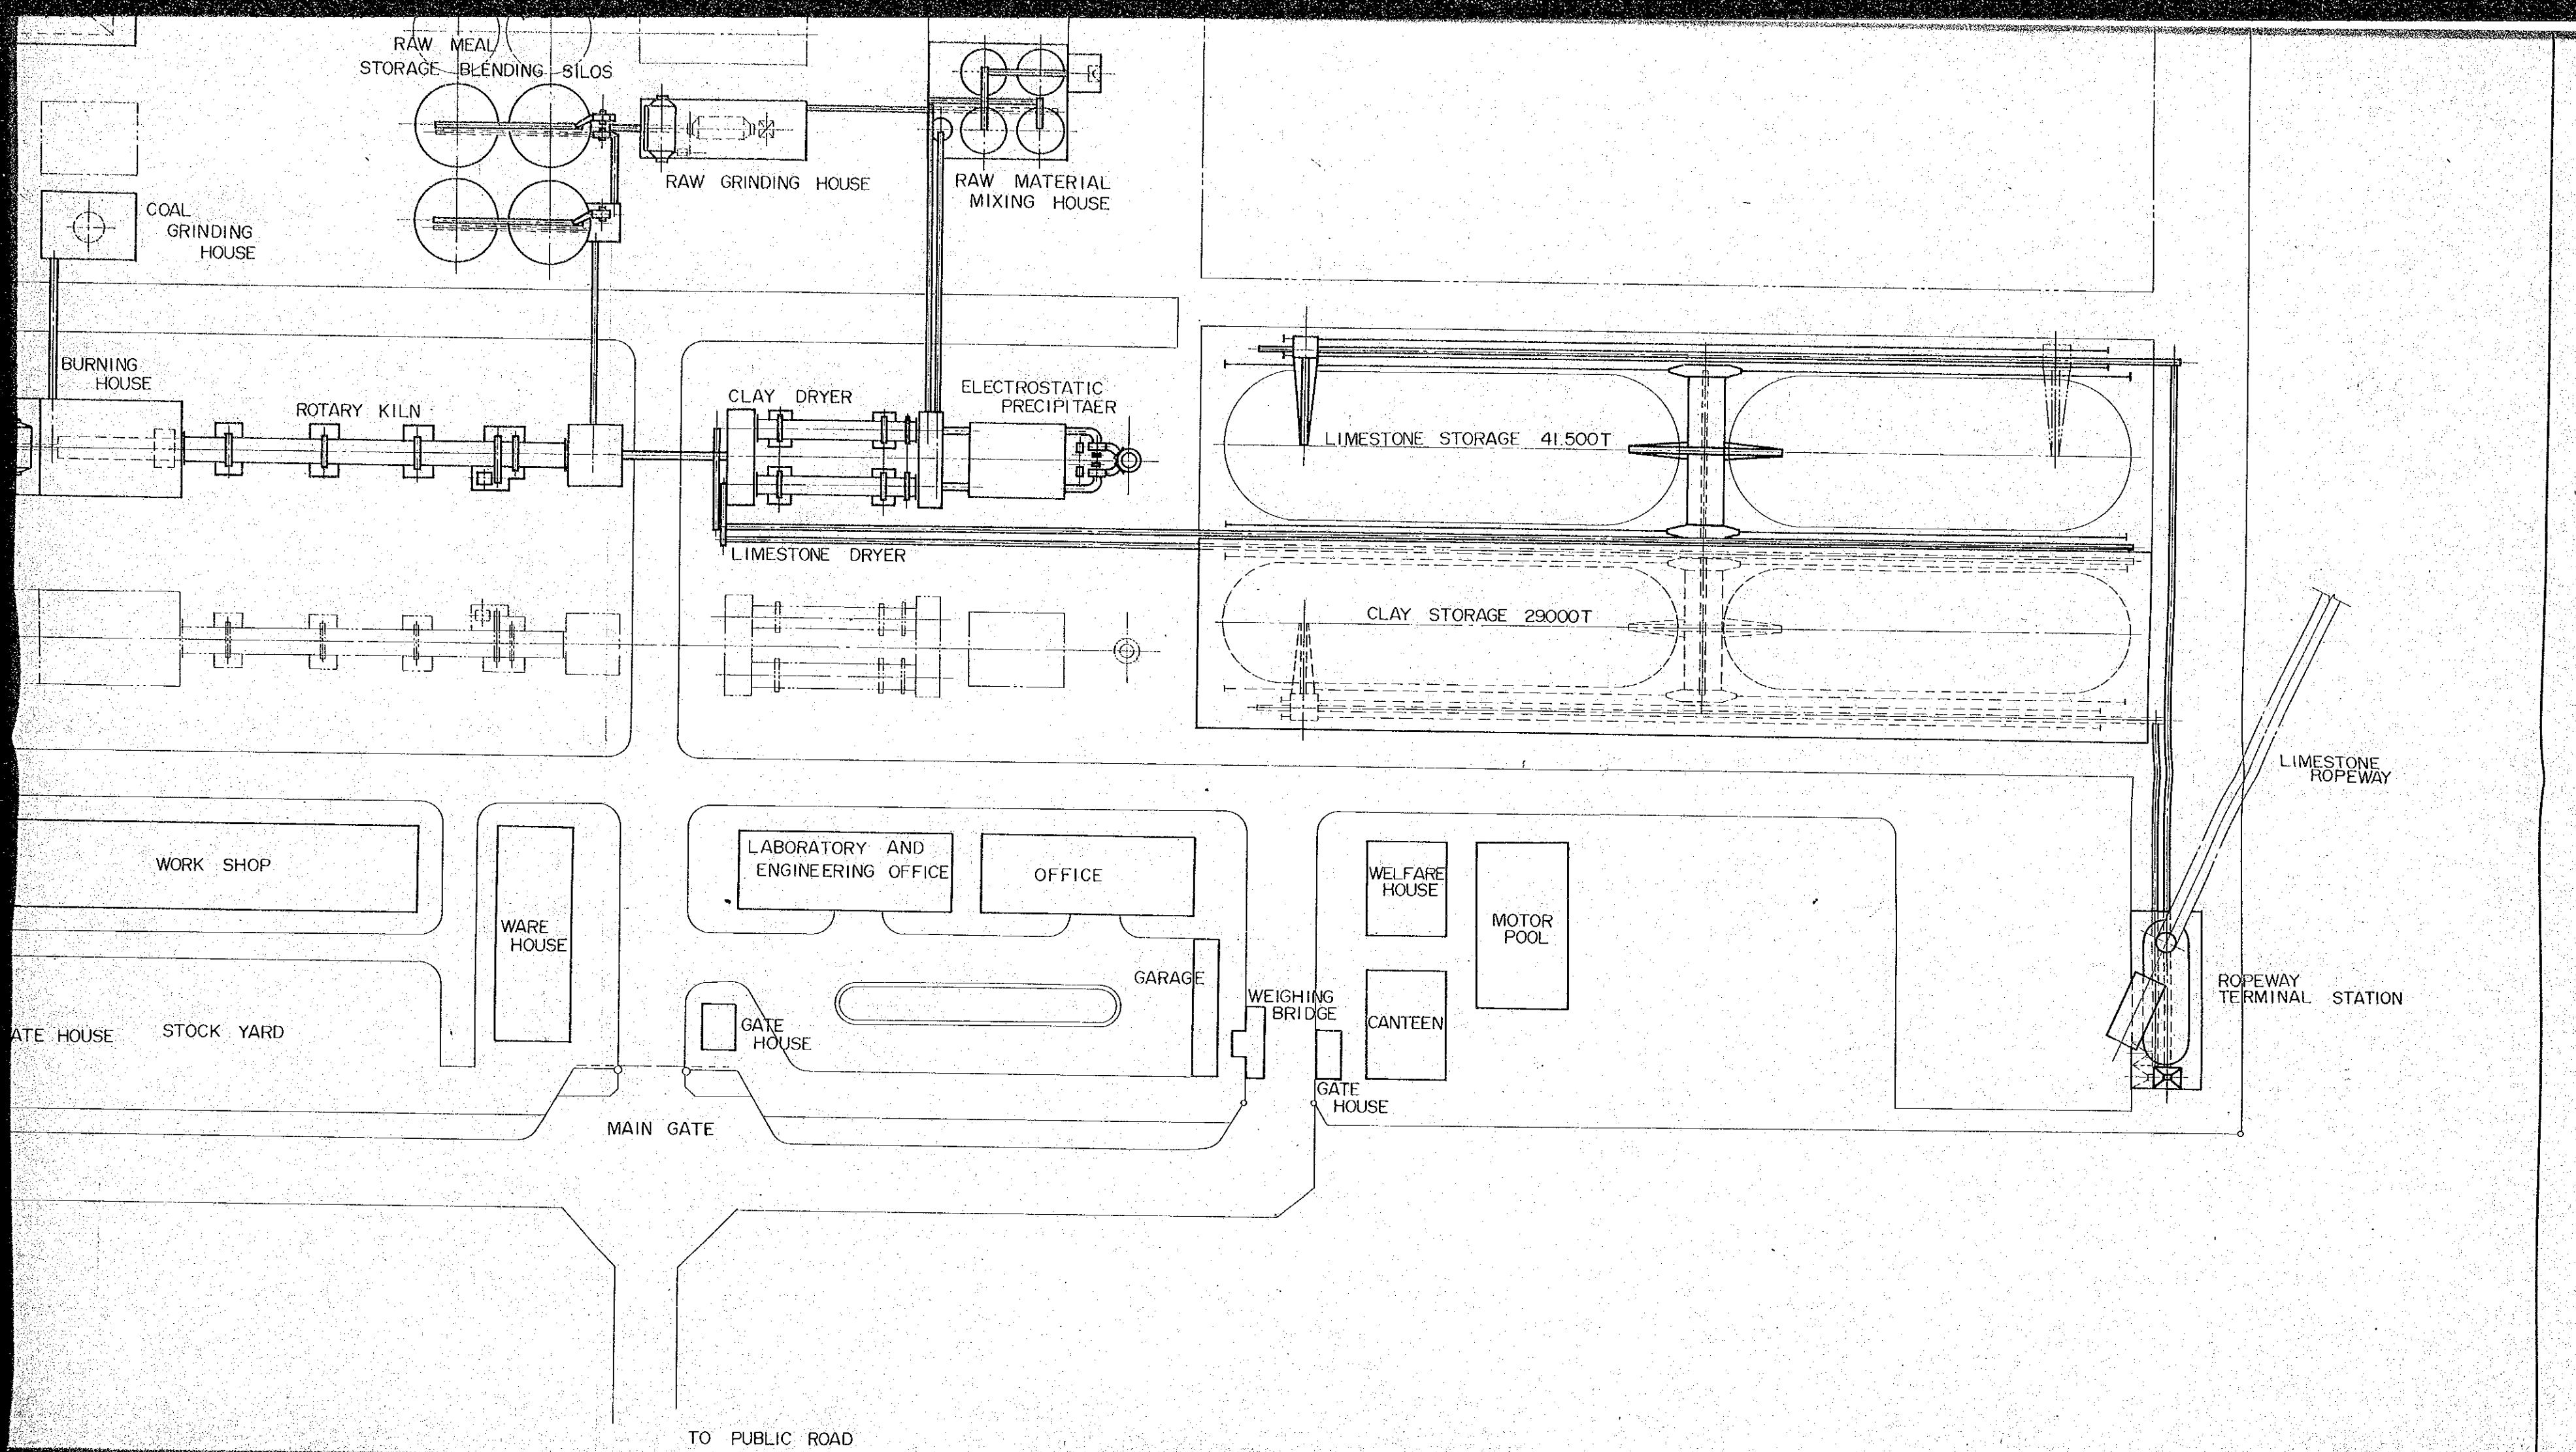 RAW MEAL
STORAGE BLENDING SILOS
RAW GRINDING HOUSE
RAW MATERIAL
MIXING HOUSE
COAL
GRINDING
HOUSE
BURNING
HOUSE
ROTARY KILN
CLAY DRYER
ELECTROSTATIC
PRECIPITAER
LIMESTONE STORAGE 41.500T
LIMESTONE DRYER
CLAY STORAGE 29000T
LIMESTONE
ROPEWAY
WORK SHOP
WARE
HOUSE
LABORATORY AND
ENGINEERING OFFICE
OFFICE
WELFARE
HOUSE
MOTOR
POOL
GARAGE
WEIGHING
BRIDGE
ROPEWAY
TERMINAL STATION
ATE HOUSE
STOCK YARD
GATE
HOUSE
CANTEEN
GATE
HOUSE
MAIN GATE
TO PUBLIC ROAD